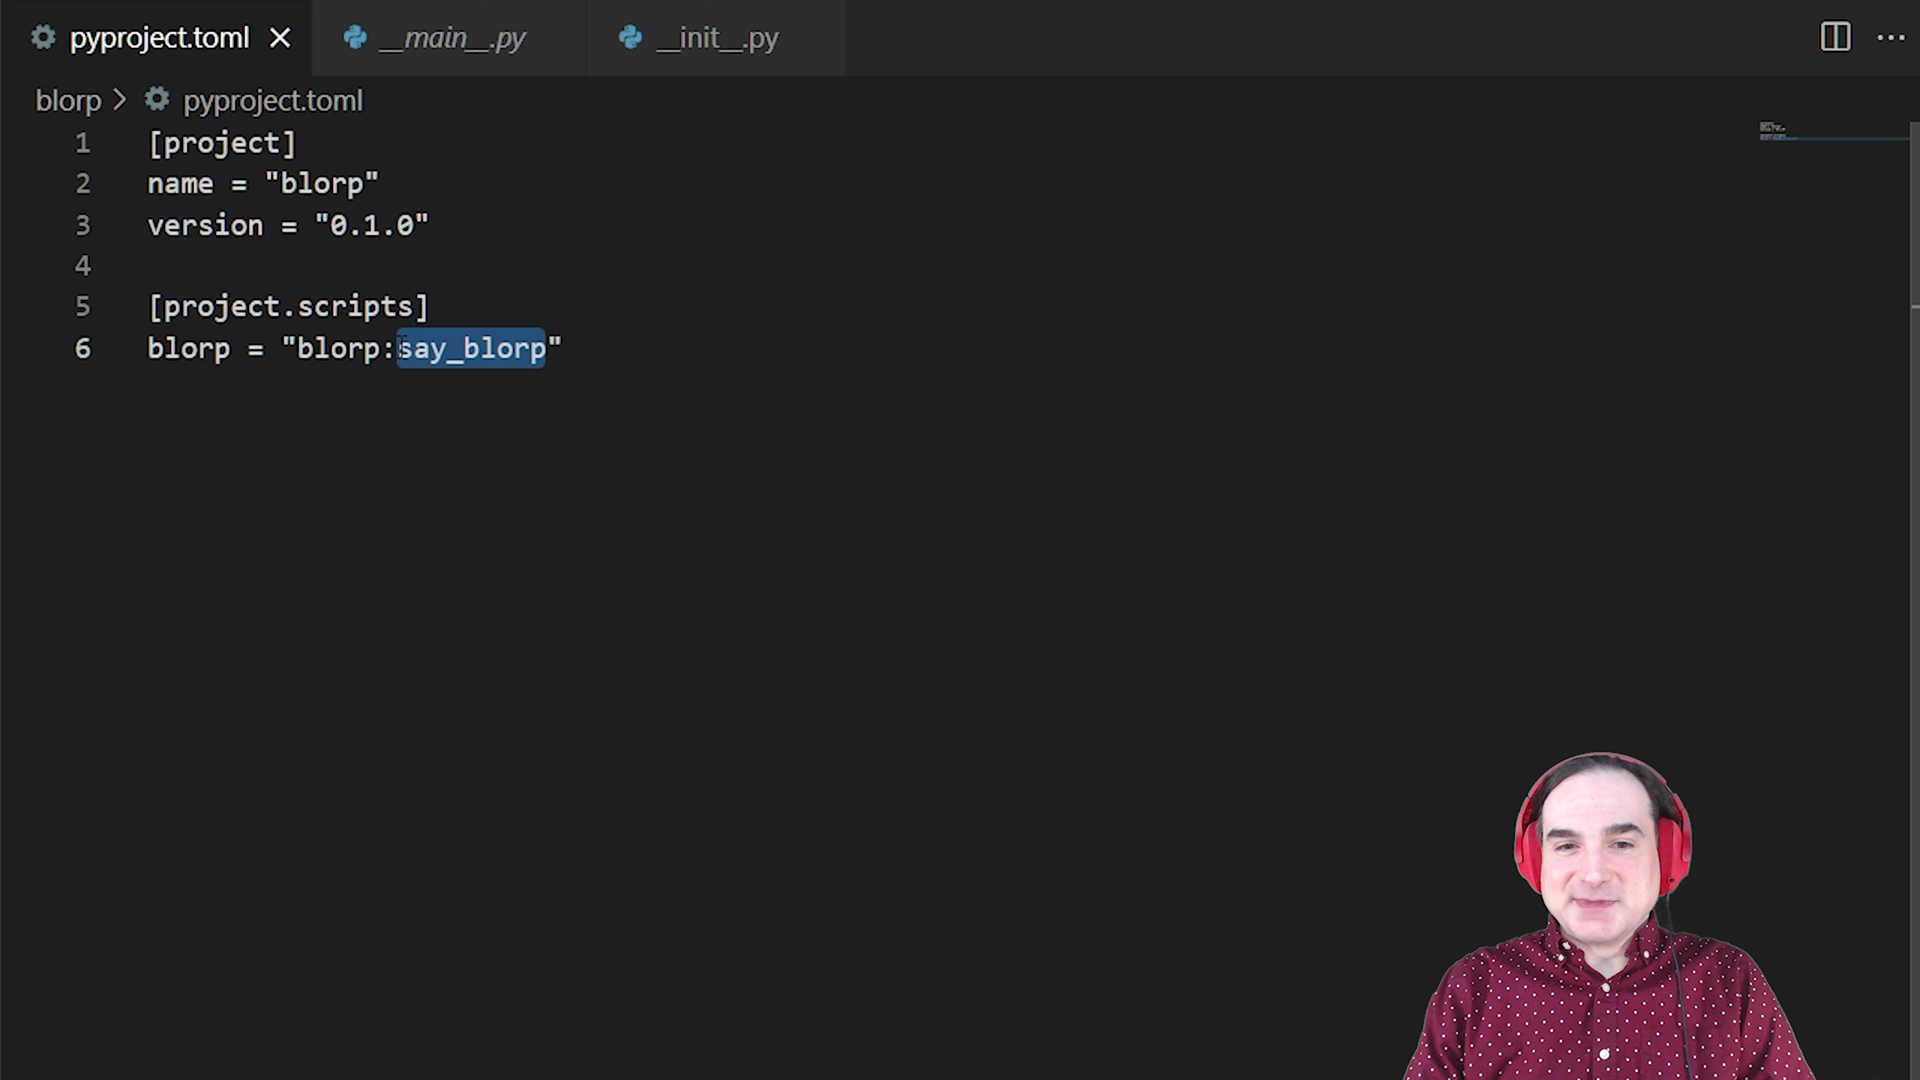 pyproject.toml
__main__.py
__init__.py
blorp > pyproject.toml
1 [project]
2 name = "blorp"
3 version = "0.1.0"
4
5 [project.scripts]
6 blorp = "blorp:say_blorp"